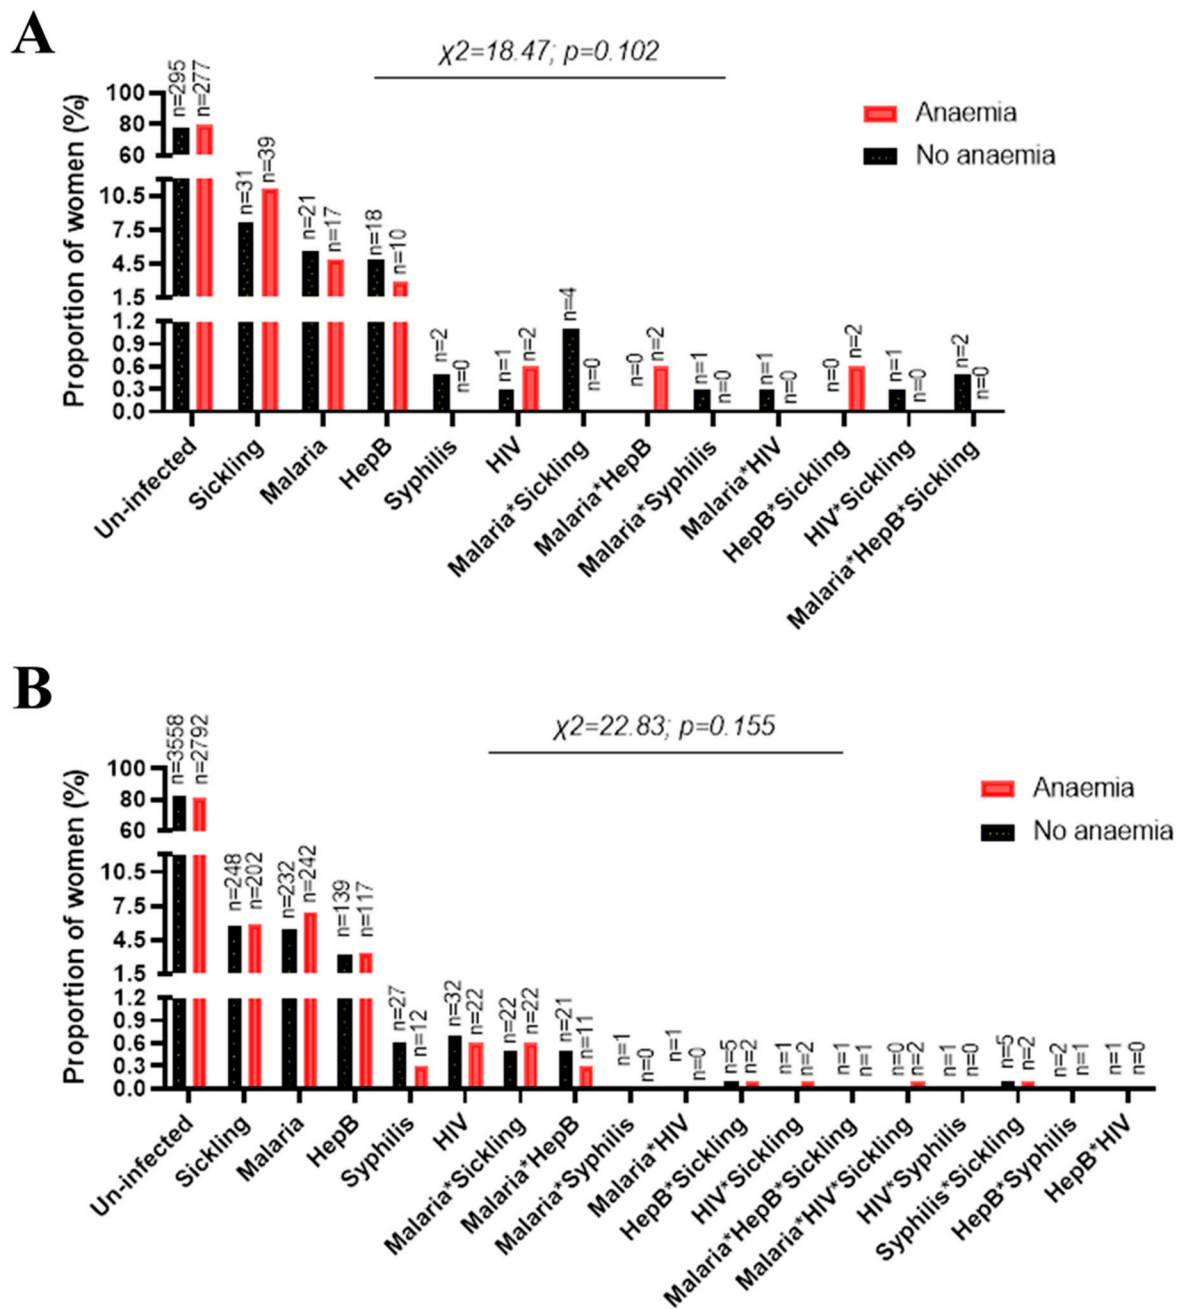 A
χ2=18.47; p=0.102
Anaemia
No anaemia
Proportion of women (%)
100
80
60
10.5
7.5
4.5
1.5
1.2
0.9
0.6
0.3
0.0
n=295
n=277
n=31
n=39
n=21
n=17
n=18
n=10
n=2
n=0
n=1
n=2
n=4
n=0
n=0
n=2
n=1
n=0
n=1
n=0
n=0
n=2
n=1
n=0
n=2
n=0
Un-infected
Sickling
Malaria
HepB
Syphilis
HIV
Malaria*Sickling
Malaria*HepB
Malaria*Syphilis
Malaria*HIV
HepB*Sickling
HIV*Sickling
Malaria*HepB*Sickling
B
χ2=22.83; p=0.155
Anaemia
No anaemia
Proportion of women (%)
100
80
60
10.5
7.5
4.5
1.5
1.2
0.9
0.6
0.3
0.0
n=3558
n=2792
n=248
n=202
n=232
n=242
n=139
n=117
n=27
n=12
n=32
n=22
n=22
n=22
n=21
n=11
n=1
n=0
n=1
n=0
n=5
n=2
n=1
n=2
n=1
n=1
n=0
n=2
n=1
n=0
n=5
n=2
n=2
n=1
n=1
n=0
Un-infected
Sickling
Malaria
HepB
Syphilis
HIV
Malaria*Sickling
Malaria*HepB
Malaria*Syphilis
Malaria*HIV
HepB*Sickling
HIV*Sickling
Malaria*HepB*Sickling
Malaria*HIV*Sickling
HIV*Syphilis
Syphilis*Sickling
HepB*Syphilis
HepB*HIV